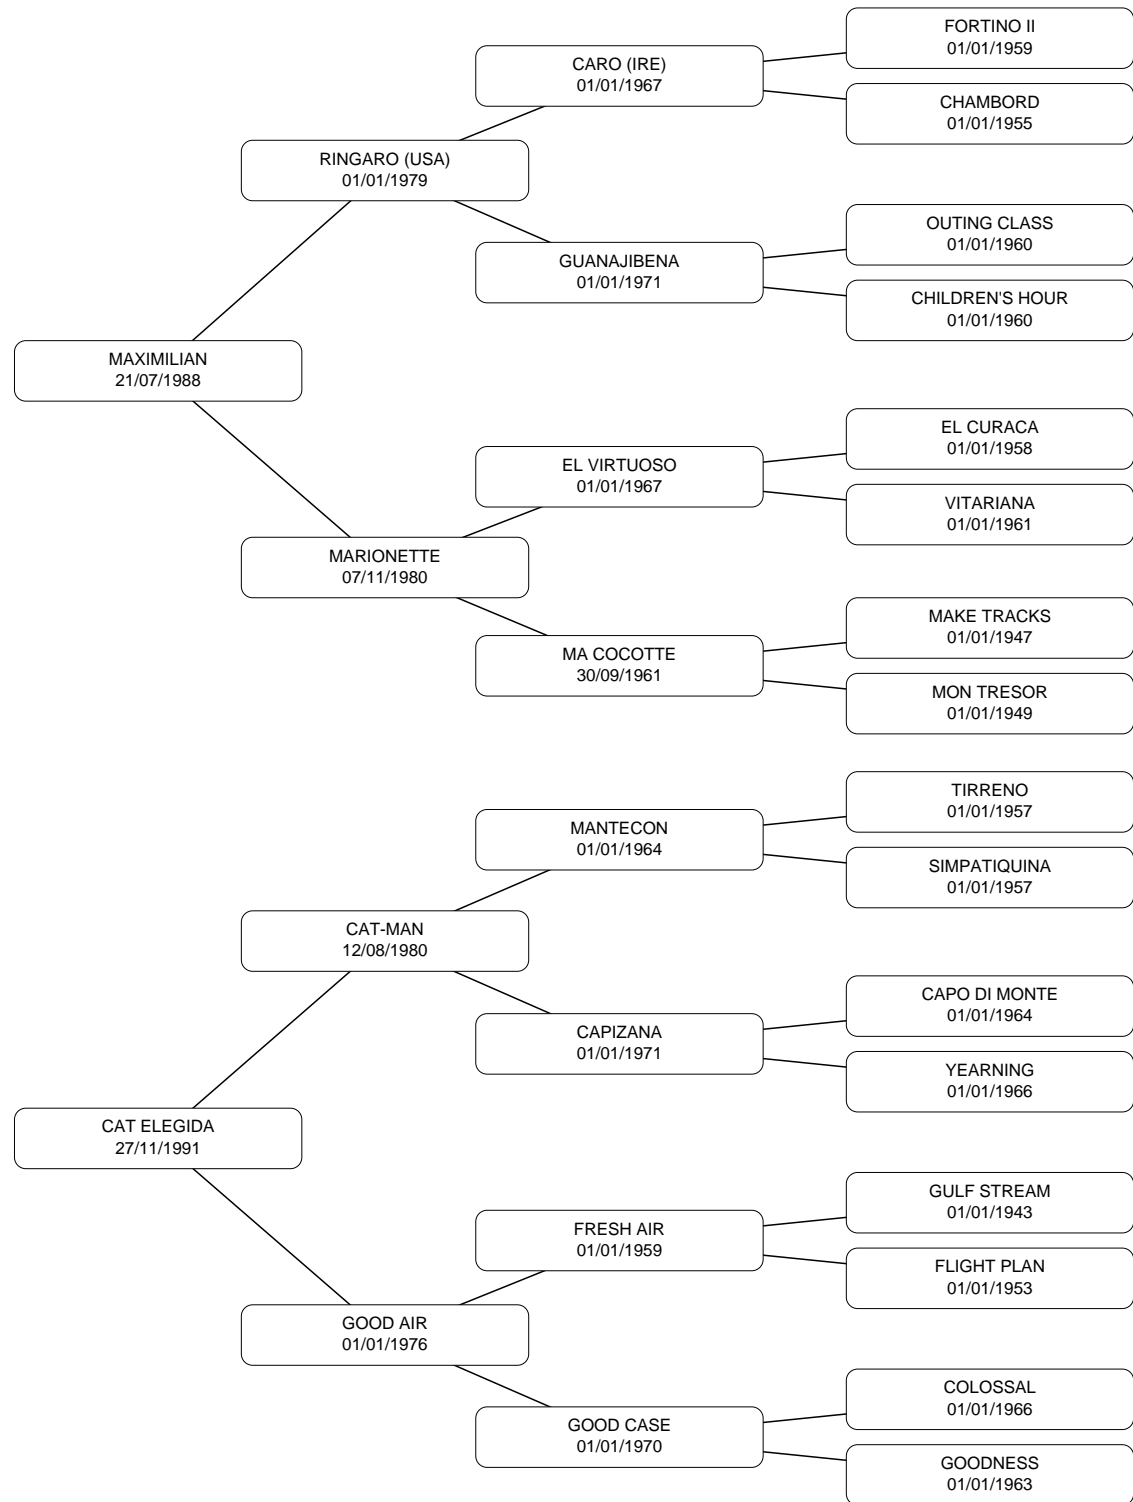 FORTINO II
01/01/1959
CARO (IRE)
01/01/1967
CHAMBORD
01/01/1955
RINGARO (USA)
01/01/1979
OUTING CLASS
01/01/1960
GUANAJIBENA
01/01/1971
CHILDREN'S HOUR
01/01/1960
MAXIMILIAN
21/07/1988
EL CURACA
01/01/1958
EL VIRTUOSO
01/01/1967
VITARIANA
01/01/1961
MARIONETTE
07/11/1980
MAKE TRACKS
01/01/1947
MA COCOTTE
30/09/1961
MON TRESOR
01/01/1949
TIRRENO
01/01/1957
MANTECON
01/01/1964
SIMPATIQUINA
01/01/1957
CAT-MAN
12/08/1980
CAPO DI MONTE
01/01/1964
CAPIZANA
01/01/1971
YEARNING
01/01/1966
CAT ELEGIDA
27/11/1991
GULF STREAM
01/01/1943
FRESH AIR
01/01/1959
FLIGHT PLAN
01/01/1953
GOOD AIR
01/01/1976
COLOSSAL
01/01/1966
GOOD CASE
01/01/1970
GOODNESS
01/01/1963